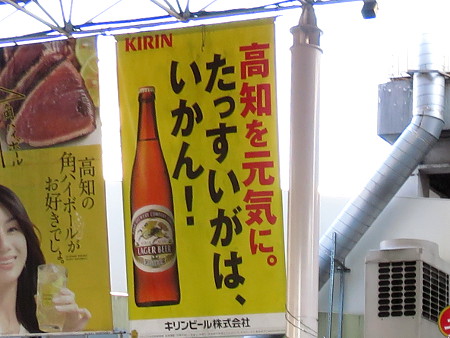 KIRIN
高知を元気に。
たっすいがは、
いかん!
LAGER BEER
キリンビール株式会社
高知の
角ハイボールが
お好きでしょ。